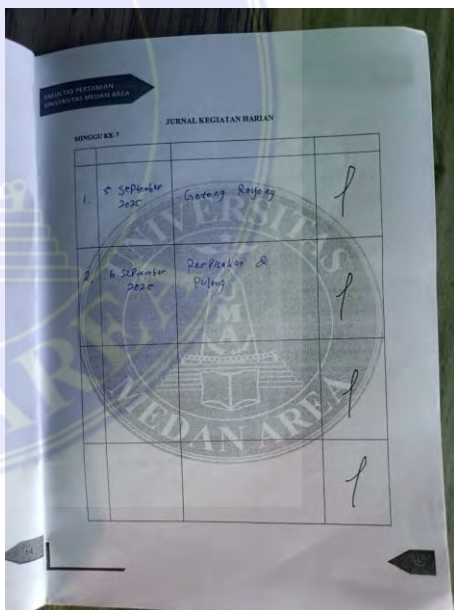 FAKULTAS PERTANIAN
UNIVERSITAS MEDAN AREA
JURNAL KEGIATAN HARIAN
MINGGU KE 7
1. 5 September 2025 Gotong Royong
2. 6 September 2025 Perpisahan & Pulang
UNIVERSITAS
MEDAN AREA
14